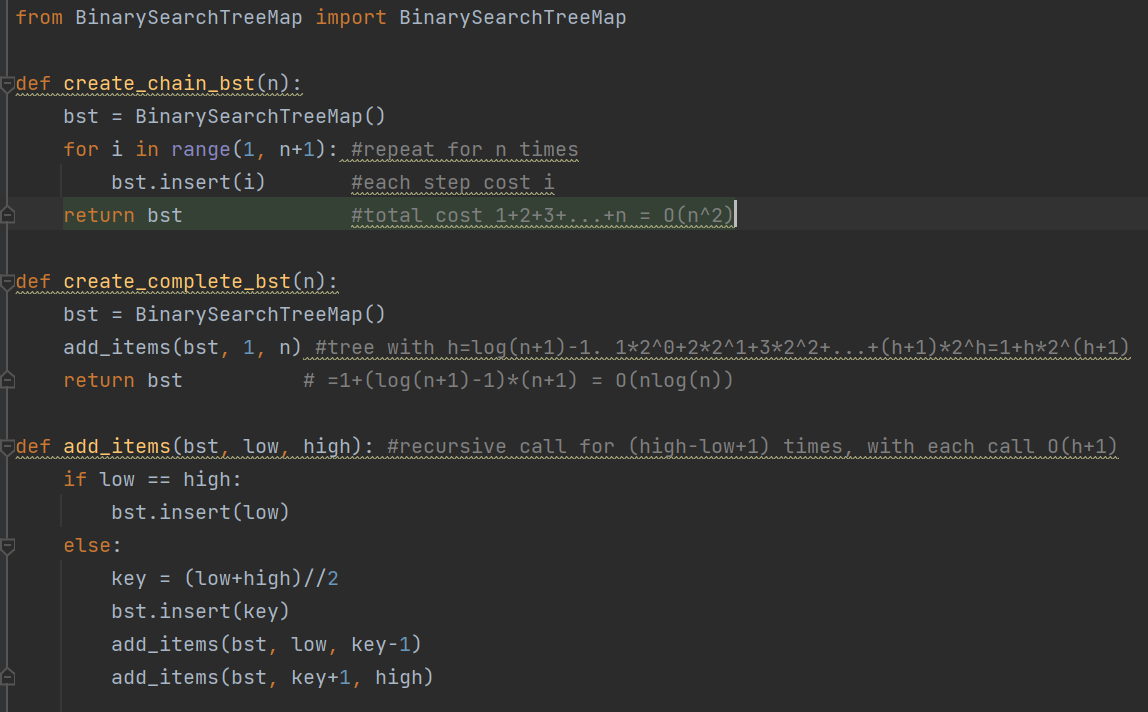 from BinarySearchTreeMap import BinarySearchTreeMap
def create_chain_bst(n):
    bst = BinarySearchTreeMap()
    for i in range(1, n+1): #repeat for n times
        bst.insert(i)       #each step cost i
    return bst              #total cost 1+2+3+...+n = O(n^2)
def create_complete_bst(n):
    bst = BinarySearchTreeMap()
    add_items(bst, 1, n) #tree with h=log(n+1)-1. 1*2^0+2*2^1+3*2^2+...+(h+1)*2^h=1+h*2^(h+1)
    return bst          # =1+(log(n+1)-1)*(n+1) = O(nlog(n))
def add_items(bst, low, high): #recursive call for (high-low+1) times, with each call O(h+1)
    if low == high:
        bst.insert(low)
    else:
        key = (low+high)//2
        bst.insert(key)
        add_items(bst, low, key-1)
        add_items(bst, key+1, high)